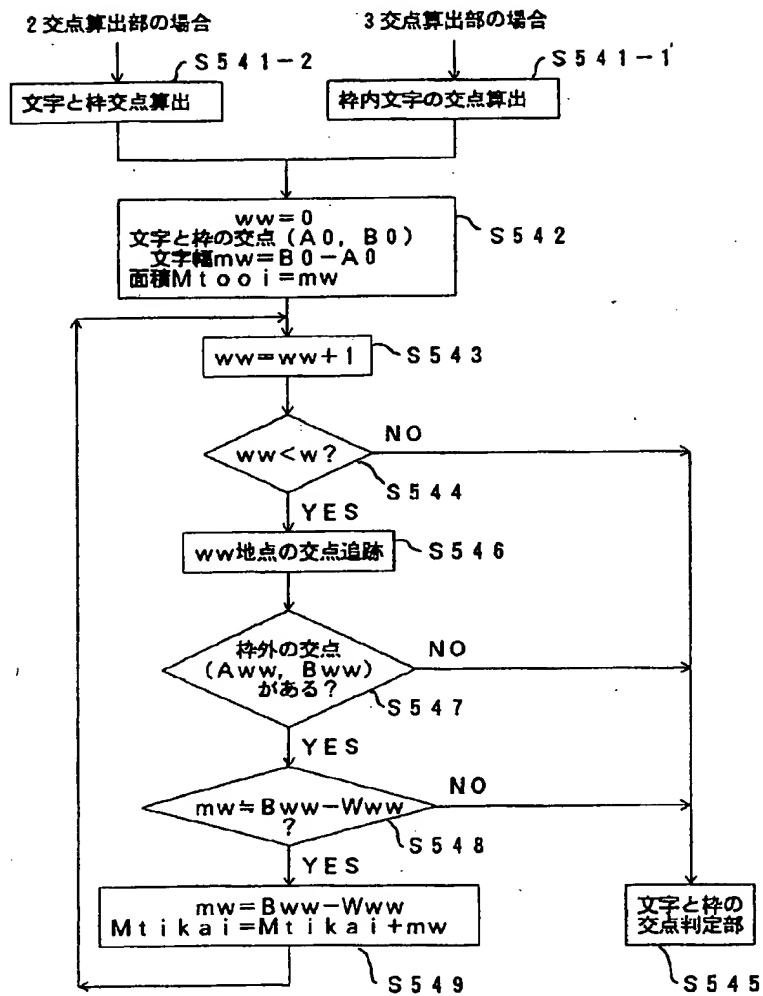 2交点算出部の場合
3交点算出部の場合
S541-2
S541-1
文字と枠交点算出
枠内文字の交点算出
ww=0
文字と枠の交点(A0, B0)
文字幅mw=B0-A0
面積Mtooi=mw
S542
ww=ww+1
S543
ww<w?
NO
S544
YES
ww地点の交点追跡
S546
枠外の交点
(Aww, Bww)
がある?
NO
S547
YES
mw≒Bww-Www
?
NO
S548
YES
mw=Bww-Www
Mtikai=Mtikai+mw
S549
文字と枠の
交点判定部
S545